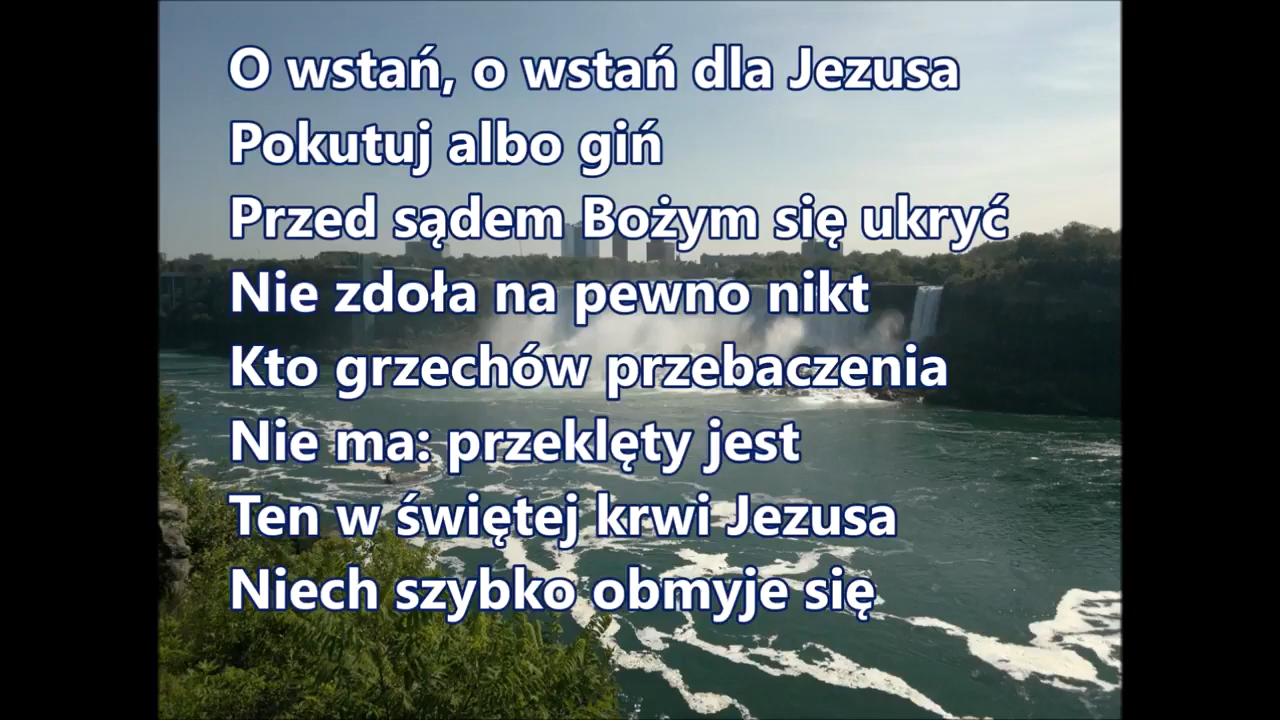 O wstań, o wstań dla Jezusa
Pokutuj albo giń
Przed sądem Bożym się ukryć
Nie zdoła na pewno nikt
Kto grzechów przebaczenia
Nie ma: przeklęty jest
Ten w świętej krwi Jezusa
Niech szybko obmyje się